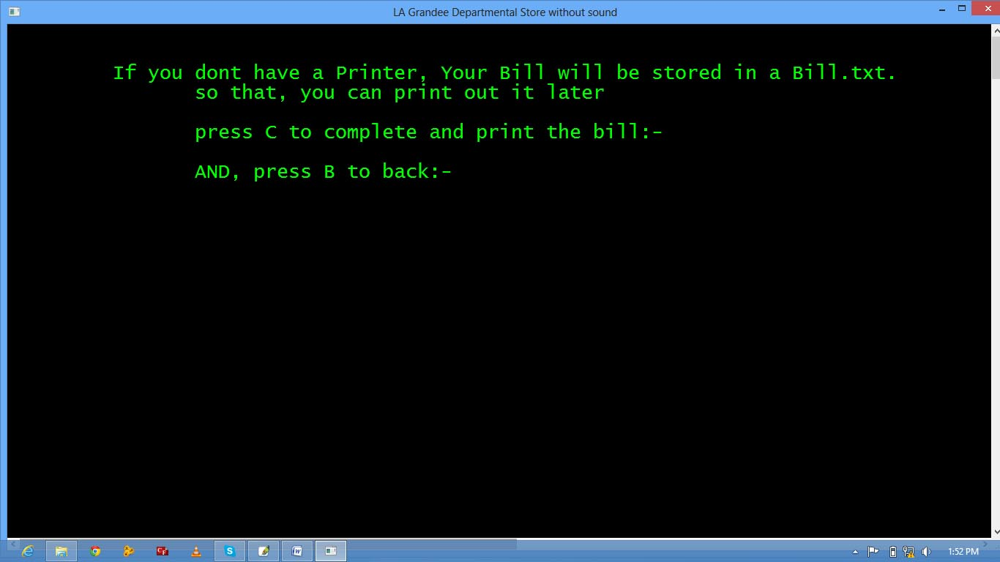 LA Grandee Departmental Store without sound
If you dont have a Printer, Your Bill will be stored in a Bill.txt.
so that, you can print out it later
press C to complete and print the bill:-
AND, press B to back:-
1:52 PM